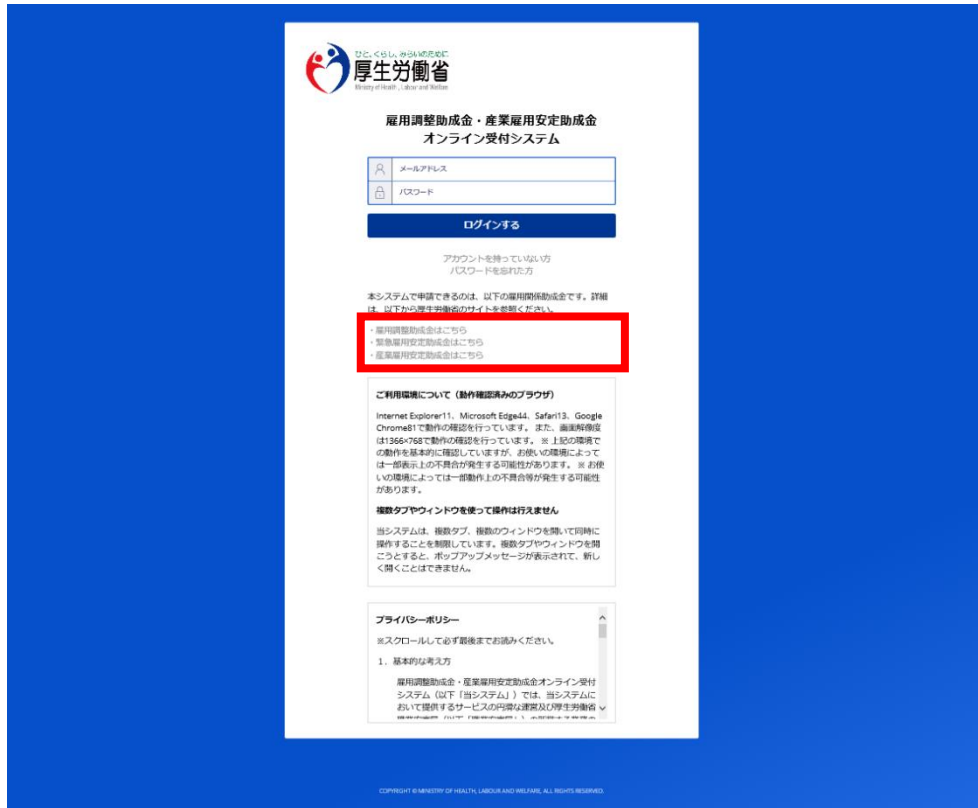 ひと、くらし、みらいのために
厚生労働省
Ministry of Health, Labour and Welfare
雇用調整助成金・産業雇用安定助成金
オンライン受付システム
メールアドレス
パスワード
ログインする
アカウントを持っていない方
パスワードを忘れた方
本システムで申請できるのは、以下の雇用関係助成金です。詳細
は、以下から厚生労働省のサイトを参照ください。
・雇用調整助成金はこちら
・緊急雇用安定助成金はこちら
・産業雇用安定助成金はこちら
ご利用環境について（動作確認済みのブラウザ）
Internet Explorer11、Microsoft Edge44、Safari13、Google
Chrome81で動作の確認を行っています。 また、画面解像度
は1366×768で動作の確認を行っています。 ※上記の環境で
の動作を基本的に確認していますが、お使いの環境によって
は一部表示上の不具合が発生する可能性があります。 ※お使
いの環境によっては一部動作上の不具合等が発生する可能性
があります。
複数タブやウィンドウを使って操作は行えません
当システムは、複数タブ、複数のウィンドウを開いて同時に
操作することを制限しています。複数タブやウィンドウを開
こうとすると、ポップアップメッセージが表示されて、新し
く開くことはできません。
プライバシーポリシー
※スクロールして必ず最後までお読みください。
1．基本的な考え方
雇用調整助成金・産業雇用安定助成金オンライン受付
システム（以下「当システム」）では、当システムに
おいて提供するサービスの円滑な運営及び厚生労働省
COPYRIGHT © MINISTRY OF HEALTH, LABOUR AND WELFARE, ALL RIGHTS RESERVED.